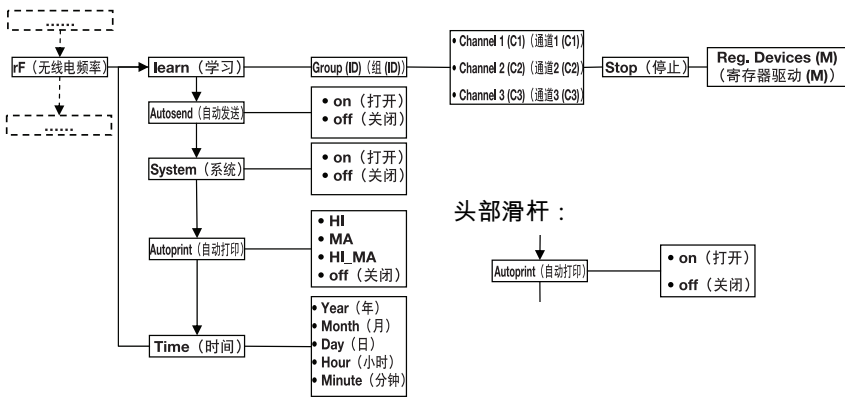 ......
rF（无线电频率）
......
learn（学习）
Group (ID)（组 (ID)）
• Channel 1 (C1)（通道1 (C1)）
• Channel 2 (C2)（通道2 (C2)）
• Channel 3 (C3)（通道3 (C3)）
Stop（停止）
Reg. Devices (M)
（寄存器驱动 (M)）
Autosend（自动发送）
• on（打开）
• off（关闭）
System（系统）
• on（打开）
• off（关闭）
Autoprint（自动打印）
• HI
• MA
• HI_MA
• off（关闭）
Time（时间）
• Year（年）
• Month（月）
• Day（日）
• Hour（小时）
• Minute（分钟）
头部滑杆：
Autoprint（自动打印）
• on（打开）
• off（关闭）